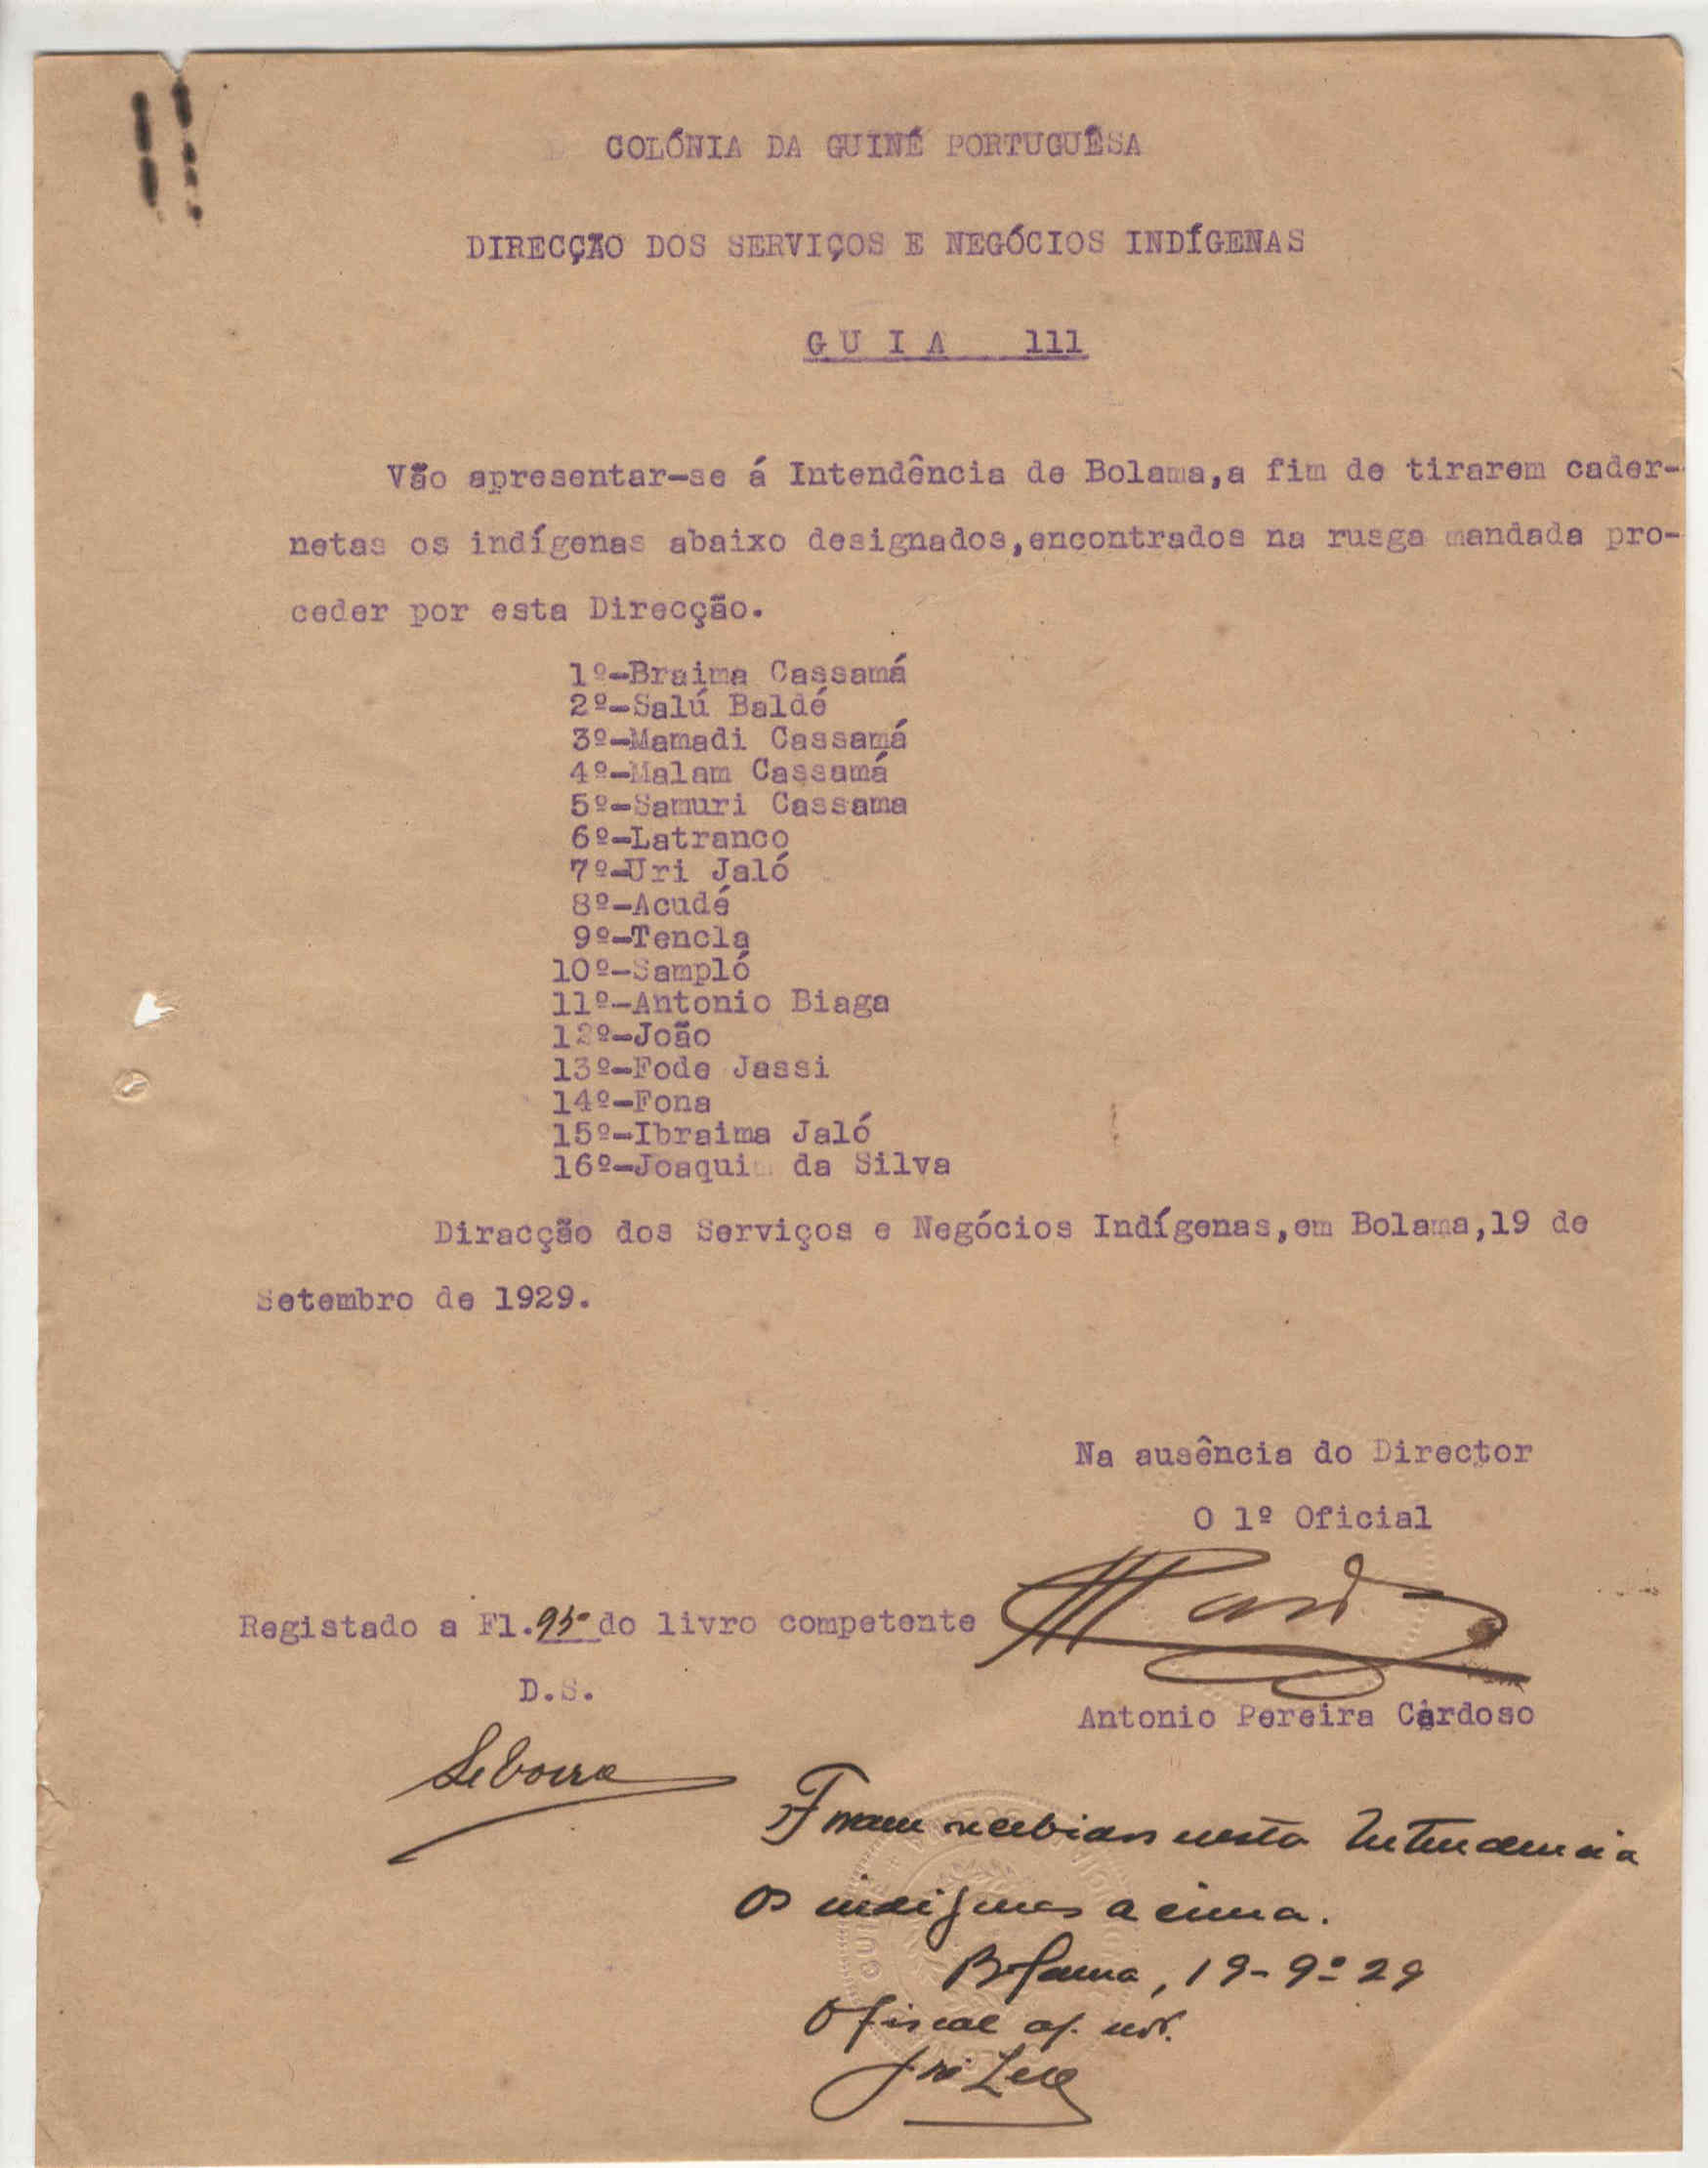 COLÓNIA DA GUINÉ PORTUGUÊSA
DIRECÇÃO DOS SERVIÇOS E NEGÓCIOS INDÍGENAS
G U I A   111
Vão apresentar-se á Intendência de Bolama,a fim de tirarem cader-
netas os indígenas abaixo designados,encontrados na rusga mandada pro-
ceder por esta Direcção.
1º-Braima Cassamá
2º-Salú Baldé
3º-Mamadi Cassamá
4º-Malam Cassamá
5º-Samuri Cassama
6º-Latranco
7º-Uri Jaló
8º-Acudé
9º-Tencla
10º-Sampló
11º-Antonio Biaga
12º-João
13º-Fode Jassi
14º-Fona
15º-Ibraima Jaló
16º-Joaquim da Silva
Diracção dos Serviços e Negócios Indígenas,em Bolama,19 de
Setembro de 1929.
Na ausência do Director
O 1º Oficial
Registado a Fl.95 do livro competente
D.S.
Antonio Pereira Cardoso
Foram recebidos nesta Intendencia
os indigenas acima.
Bolama, 19-9-29
O fiscal